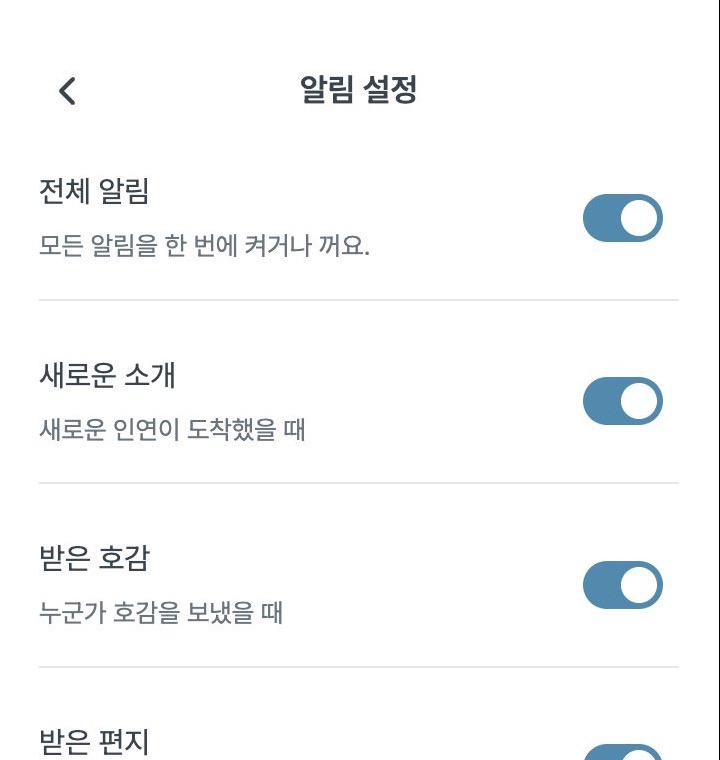 알림 설정
전체 알림
모든 알림을 한 번에 켜거나 꺼요.
새로운 소개
새로운 인연이 도착했을 때
받은 호감
누군가 호감을 보냈을 때
받은 편지